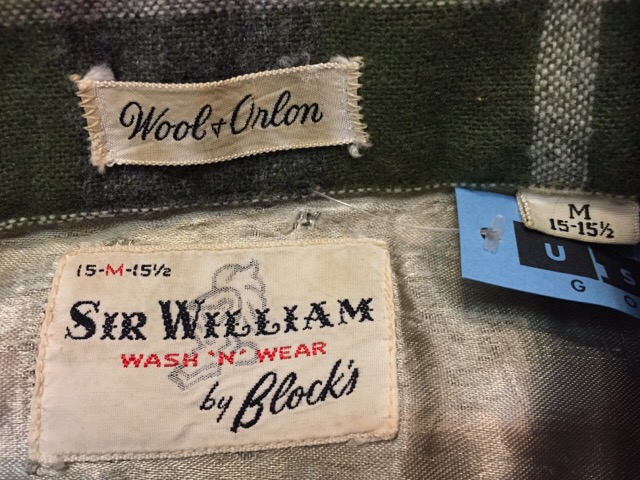 Wool & Orlon
M
15-15½
U S
G O
15-M-15½
SIR WILLIAM
WASH 'N' WEAR
by Block's